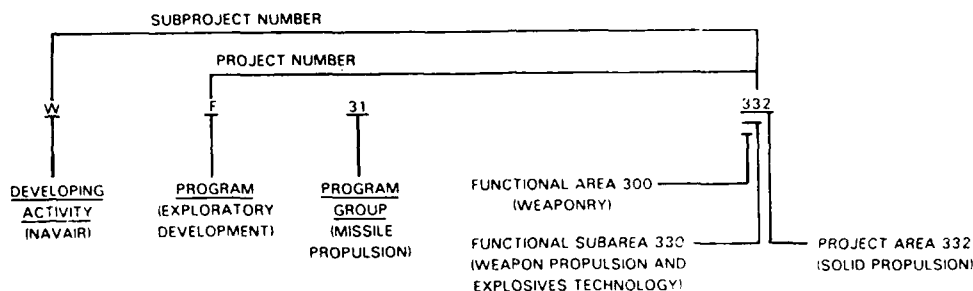 SUBPROJECT NUMBER
PROJECT NUMBER
W F 31 332
DEVELOPING
ACTIVITY
(NAVAIR)
PROGRAM
(EXPLORATORY
DEVELOPMENT)
PROGRAM
GROUP
(MISSILE
PROPULSION)
FUNCTIONAL AREA 300
(WEAPONRY)
FUNCTIONAL SUBAREA 330
(WEAPON PROPULSION AND
EXPLOSIVES TECHNOLOGY)
PROJECT AREA 332
(SOLID PROPULSION)